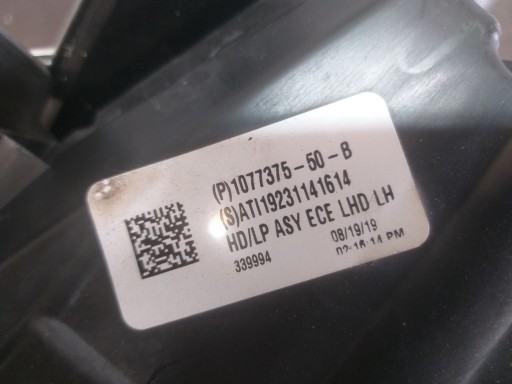 (P)1077375-50-B
(S)ATI19231141614
HD/LP ASY ECE LHD LH
339994 08/19/19
02:16:14 PM